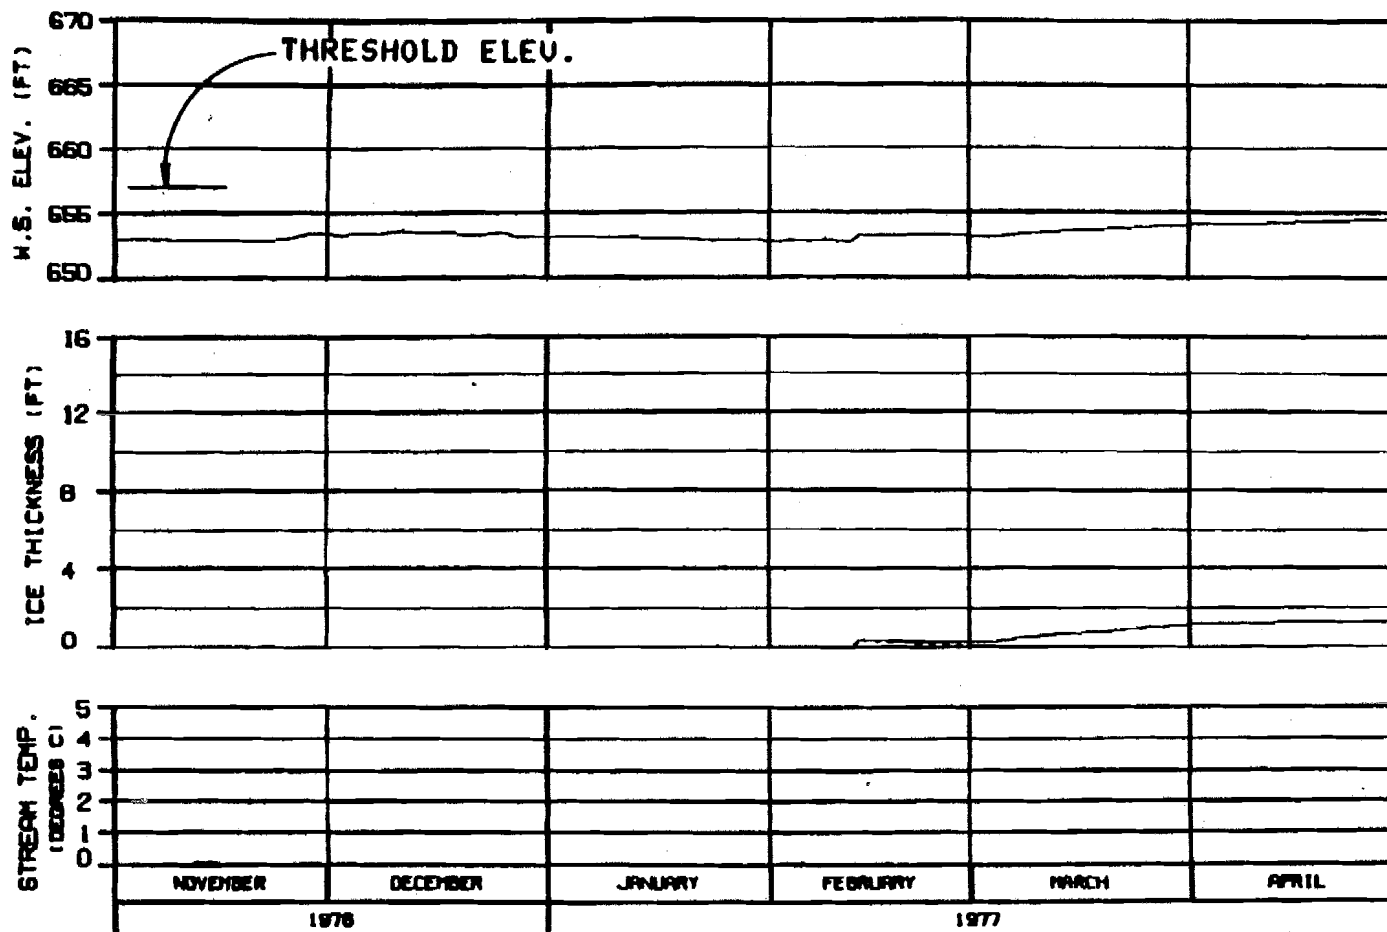 670
THRESHOLD ELEV.
665
660
655
650
W.S. ELEV. (FT)
16
12
8
4
0
ICE THICKNESS (FT)
5
4
3
2
1
0
STREAM TEMP.
(DEGREES C)
NOVEMBER DECEMBER JANUARY FEBRUARY MARCH APRIL
1976 1977